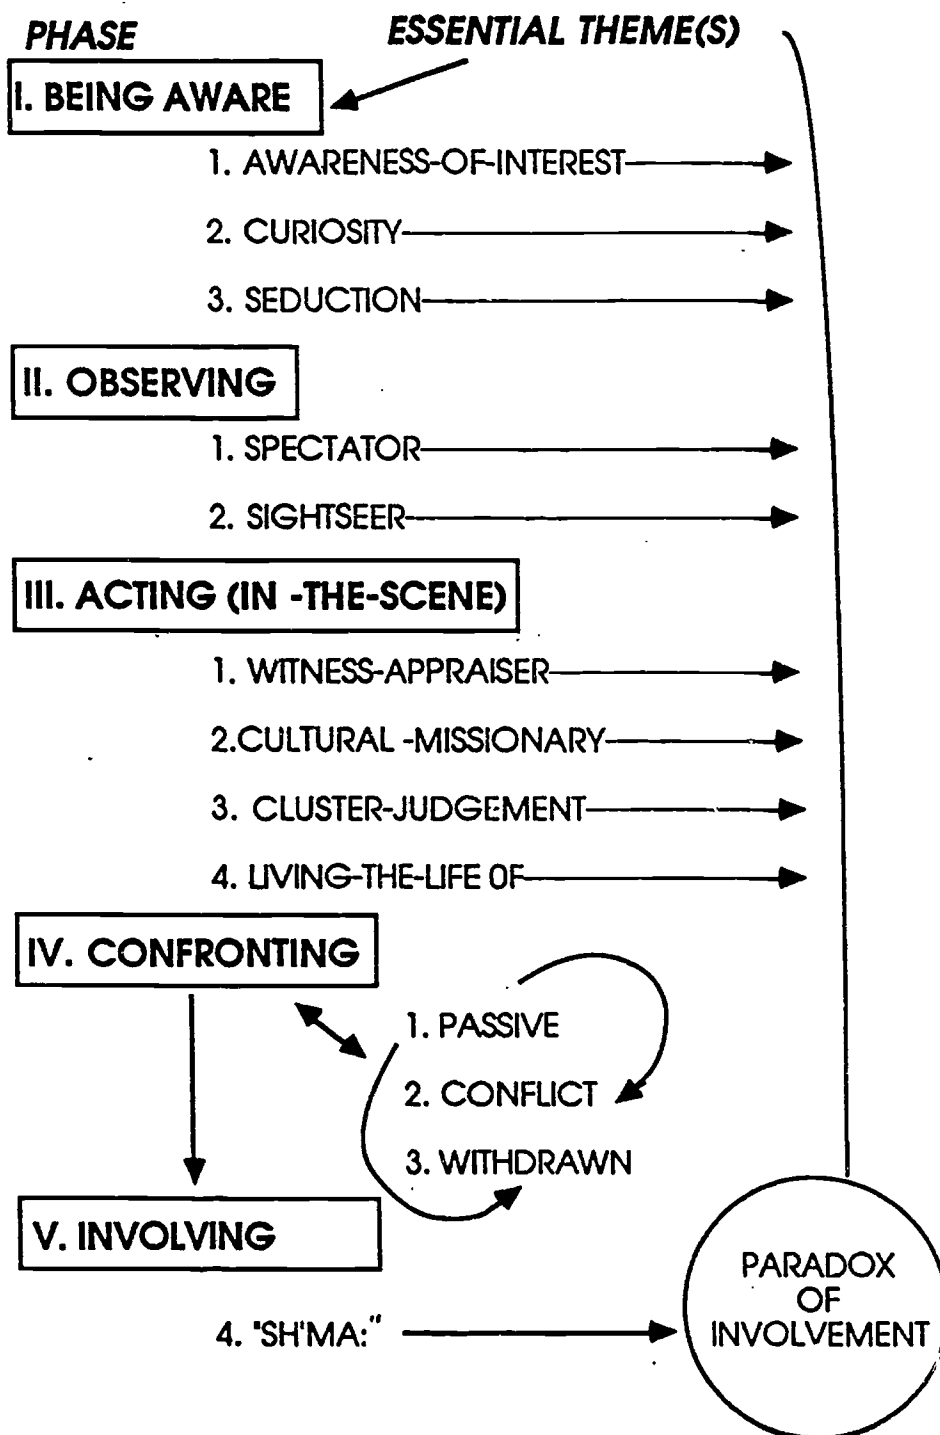 PHASE ESSENTIAL THEME(S)
I. BEING AWARE
1. AWARENESS-OF-INTEREST
2. CURIOSITY
3. SEDUCTION
II. OBSERVING
1. SPECTATOR
2. SIGHTSEER
III. ACTING (IN -THE-SCENE)
1. WITNESS-APPRAISER
2.CULTURAL -MISSIONARY
3. CLUSTER-JUDGEMENT
4. LIVING-THE-LIFE OF
IV. CONFRONTING
1. PASSIVE
2. CONFLICT
3. WITHDRAWN
V. INVOLVING
PARADOX
OF
INVOLVEMENT
4. "SH'MA:"